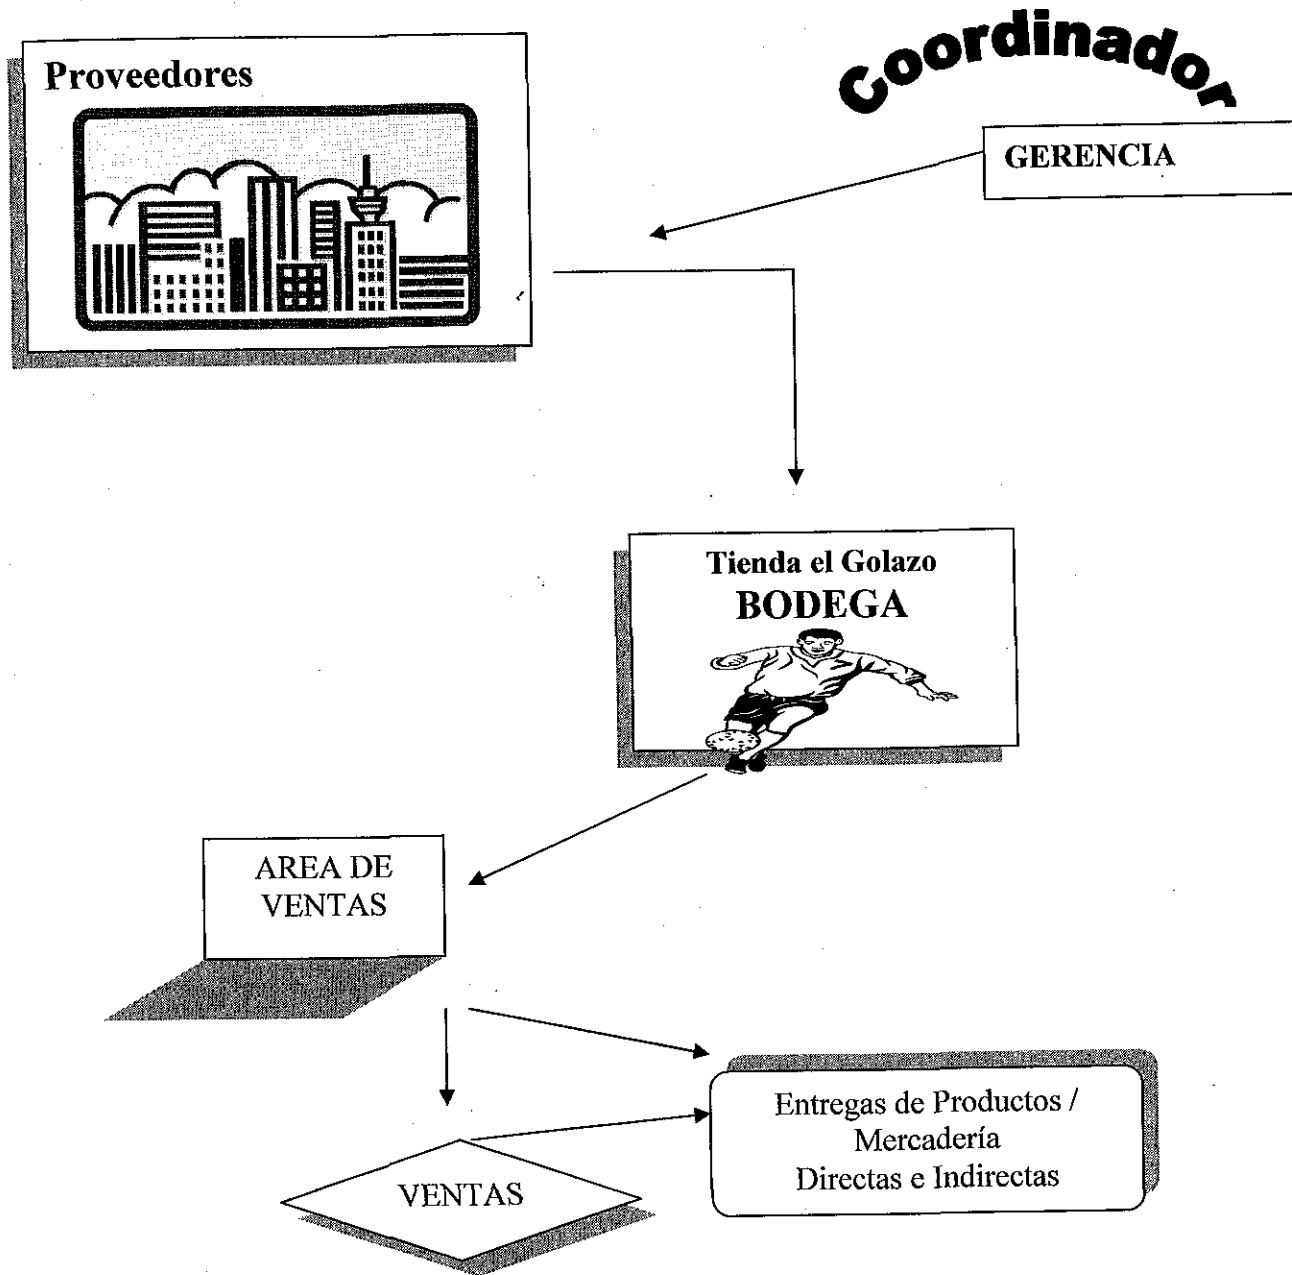 Proveedores
Coordinador
GERENCIA
Tienda el Golazo
BODEGA
AREA DE
VENTAS
Entregas de Productos /
Mercadería
Directas e Indirectas
VENTAS